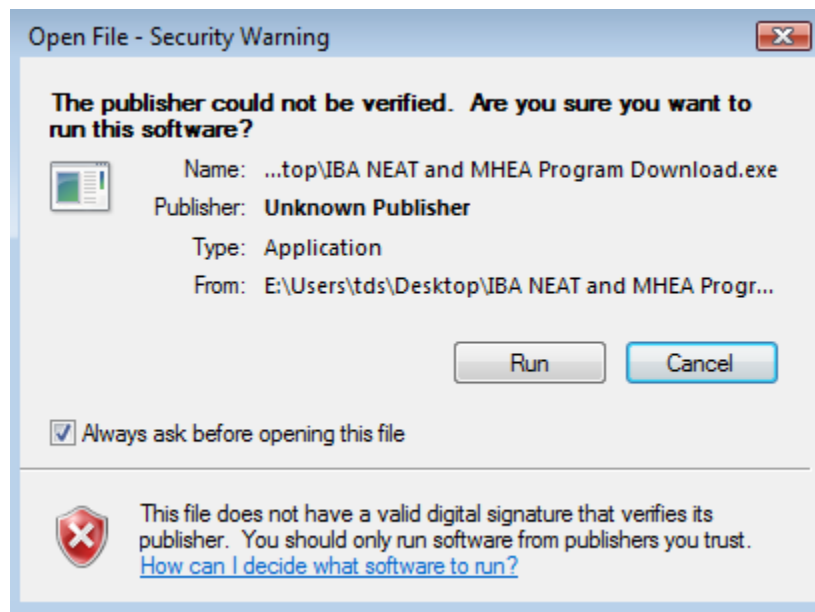 Open File - Security Warning
The publisher could not be verified.  Are you sure you want to
run this software?
Name: ...top\IBA NEAT and MHEA Program Download.exe
Publisher: Unknown Publisher
Type: Application
From: E:\Users\tds\Desktop\IBA NEAT and MHEA Progr...
Run Cancel
Always ask before opening this file
This file does not have a valid digital signature that verifies its
publisher.  You should only run software from publishers you trust.
How can I decide what software to run?